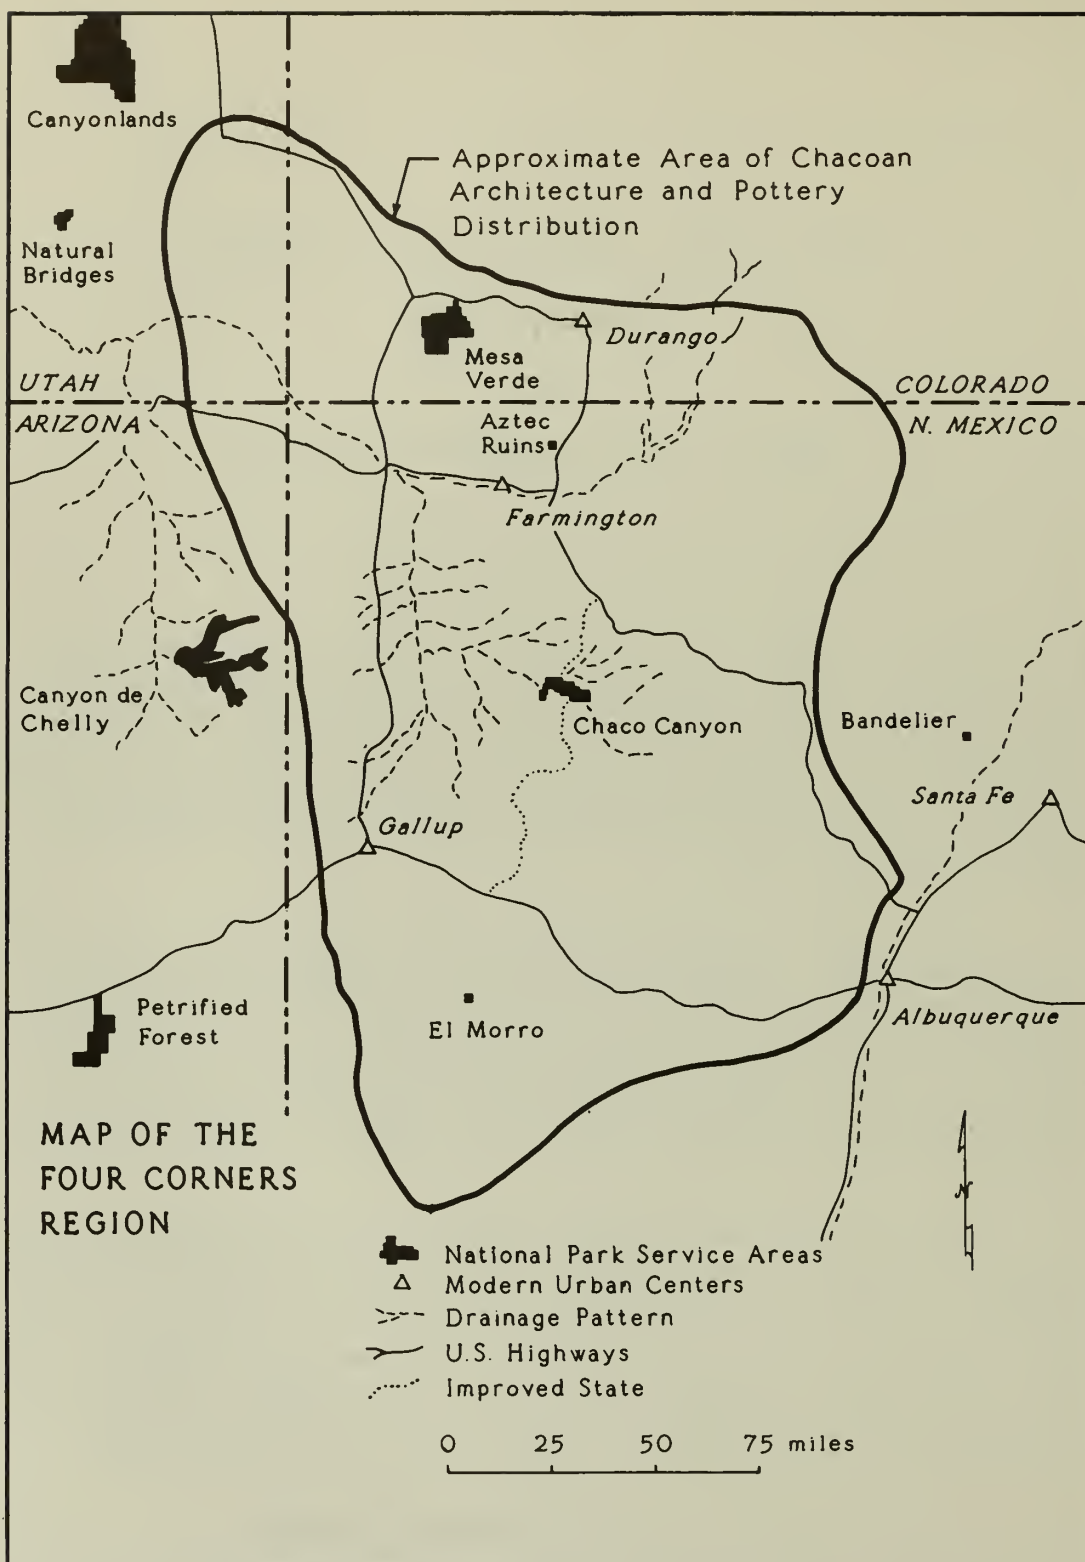 Canyonlands
Approximate Area of Chacoan
Architecture and Pottery
Distribution
Natural
Bridges
Durango
Mesa
Verde
UTAH
COLORADO
ARIZONA
N. MEXICO
Aztec
Ruins
Farmington
Canyon de
Chelly
Chaco Canyon
Bandelier
Santa Fe
Gallup
Petrified
Forest
El Morro
Albuquerque
MAP OF THE
FOUR CORNERS
REGION
N
National Park Service Areas
Modern Urban Centers
Drainage Pattern
U.S. Highways
Improved State
0 25 50 75 miles